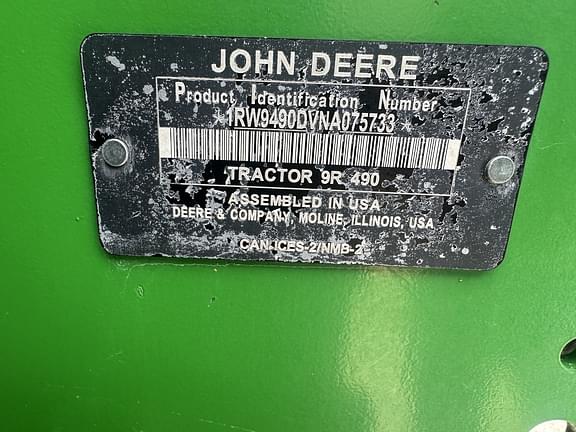 JOHN DEERE
Product Identification Number
*1RW9490DVNA075733*
TRACTOR 9R 490
ASSEMBLED IN USA
DEERE & COMPANY, MOLINE, ILLINOIS, USA
CAN ICES-2/NMB-2